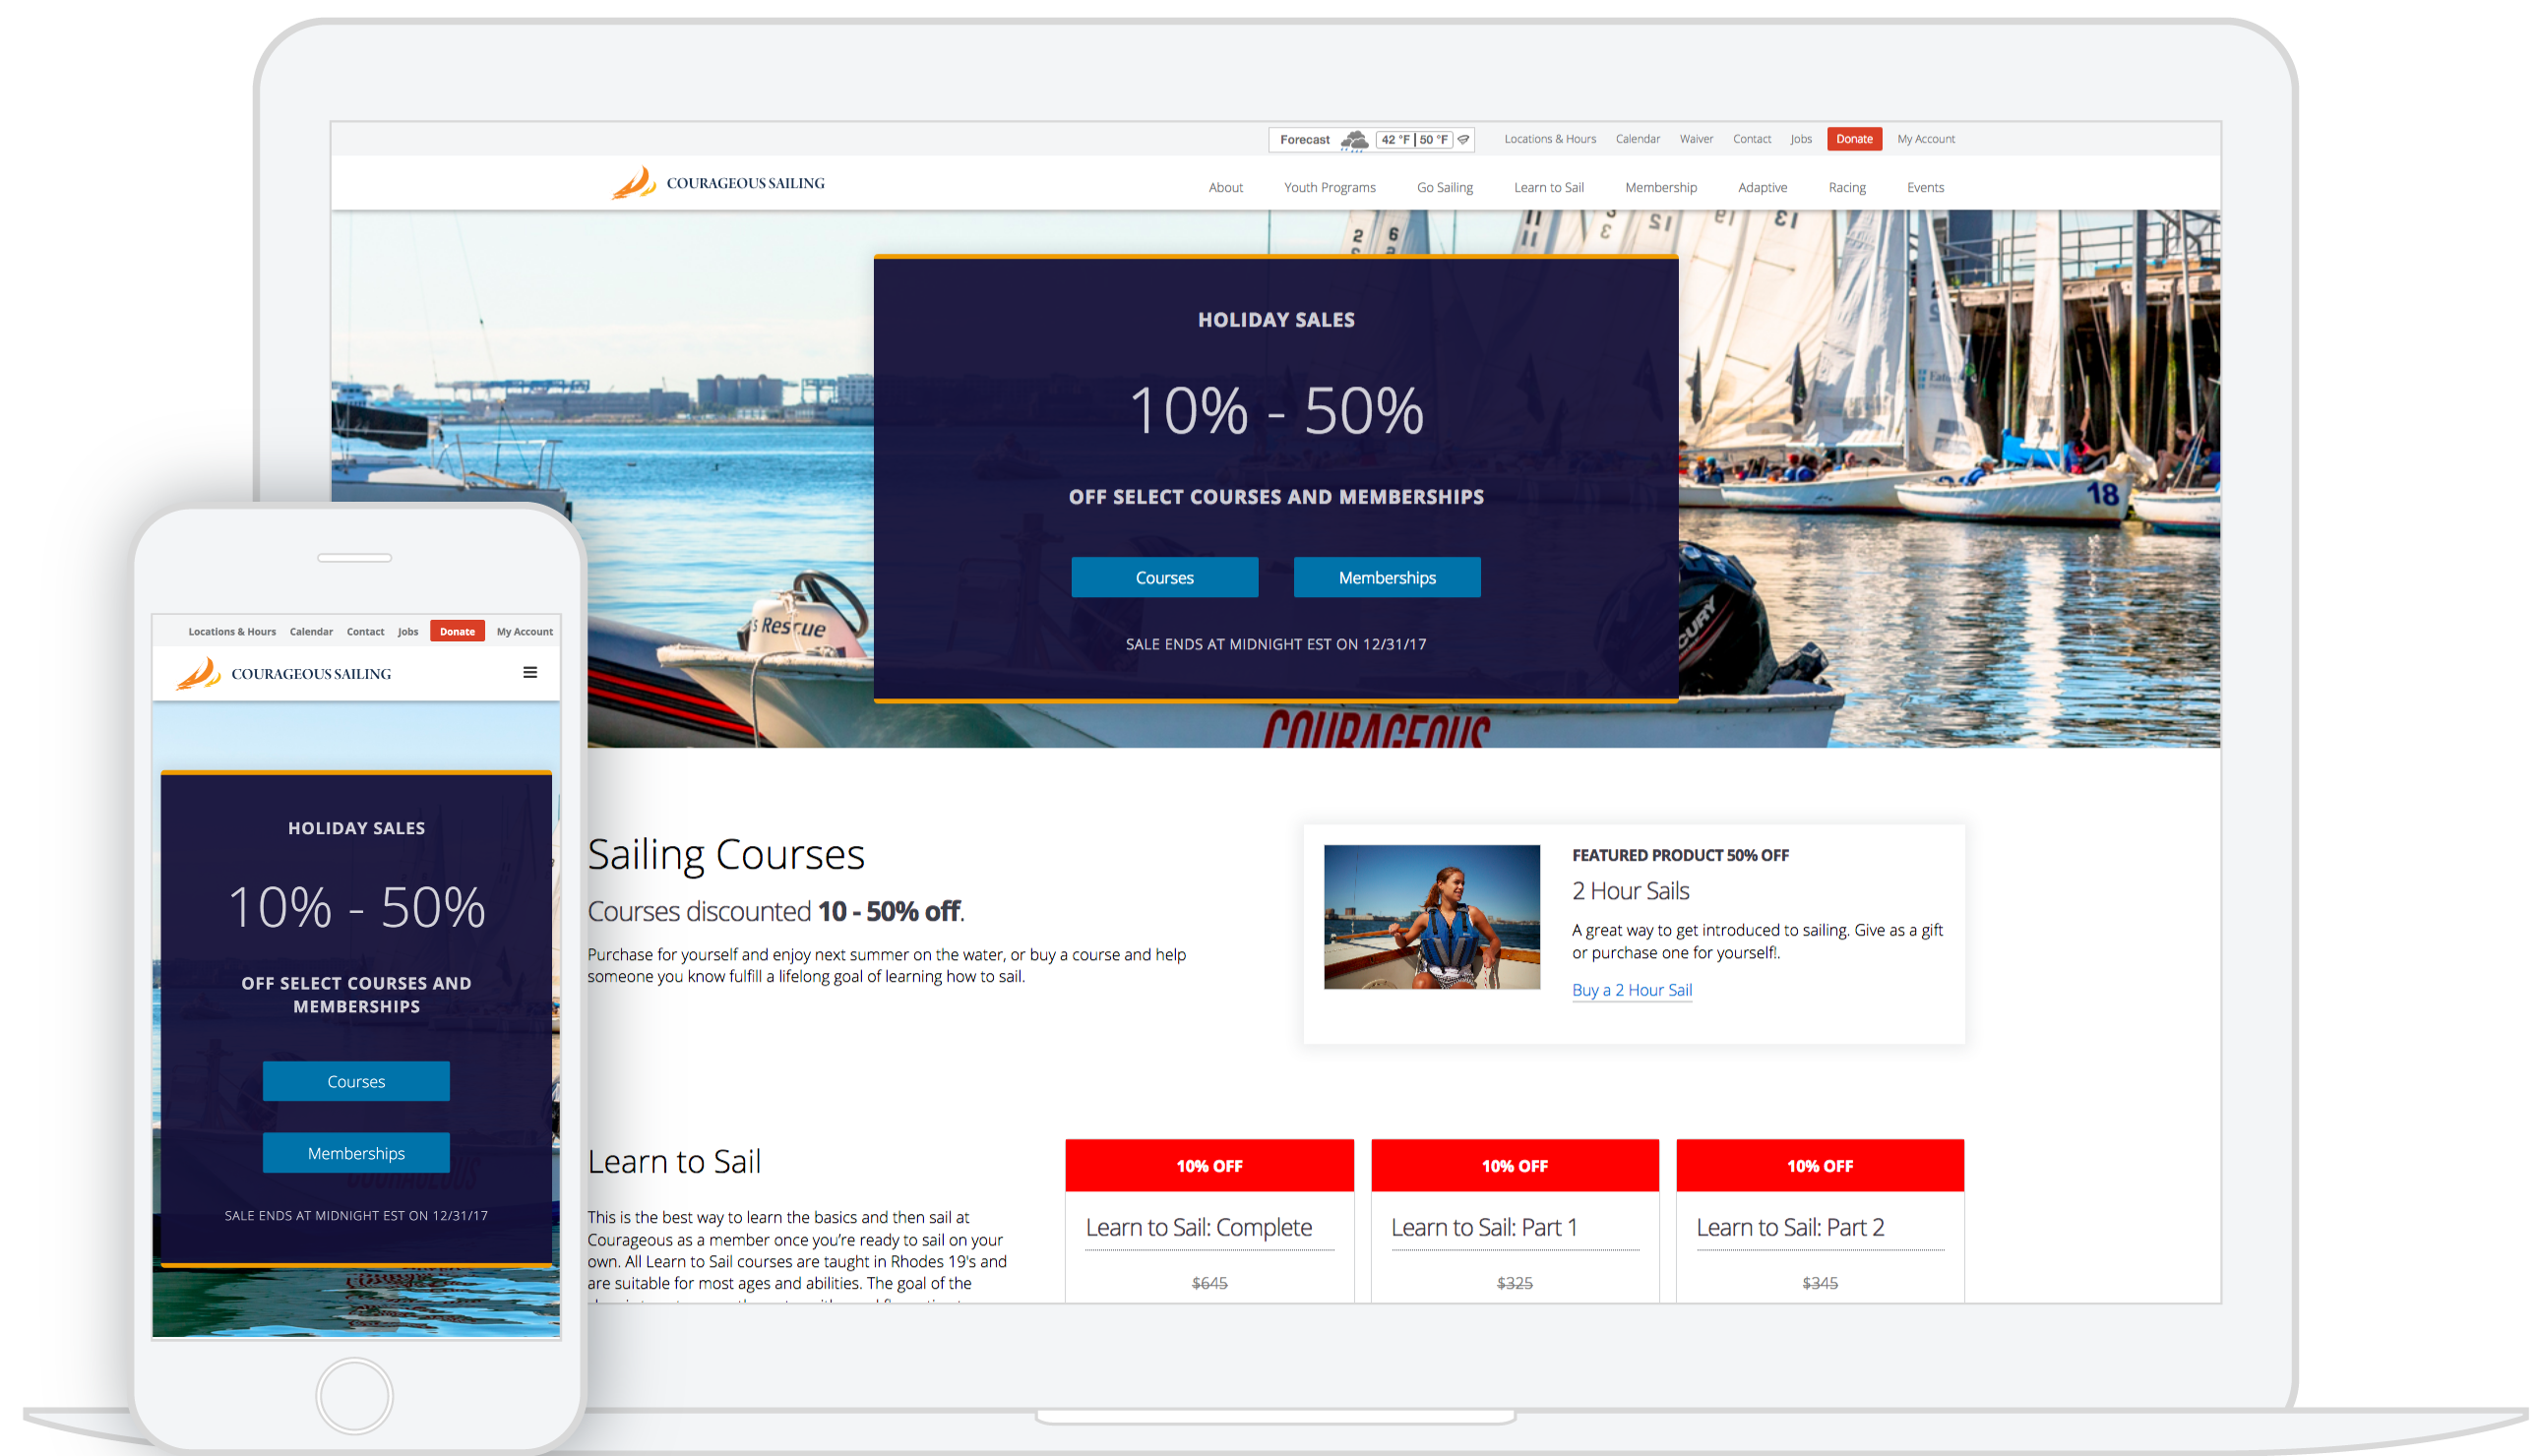 Forecast 42 °F | 50 °F Locations & Hours Calendar Waiver Contact Jobs Donate My Account
COURAGEOUS SAILING
About Youth Programs Go Sailing Learn to Sail Membership Adaptive Racing Events
2 6
HOLIDAY SALES
10% - 50%
OFF SELECT COURSES AND MEMBERSHIPS
Courses Memberships
SALE ENDS AT MIDNIGHT EST ON 12/31/17
18
Rescue
COURAGEOUS
Sailing Courses
Courses discounted 10 - 50% off.
Purchase for yourself and enjoy next summer on the water, or buy a course and help
someone you know fulfill a lifelong goal of learning how to sail.
FEATURED PRODUCT 50% OFF
2 Hour Sails
A great way to get introduced to sailing. Give as a gift
or purchase one for yourself!.
Buy a 2 Hour Sail
Learn to Sail
This is the best way to learn the basics and then sail at
Courageous as a member once you're ready to sail on your
own. All Learn to Sail courses are taught in Rhodes 19's and
are suitable for most ages and abilities. The goal of the
10% OFF
Learn to Sail: Complete
$645
10% OFF
Learn to Sail: Part 1
$325
10% OFF
Learn to Sail: Part 2
$345
Locations & Hours Calendar Contact Jobs Donate My Account
COURAGEOUS SAILING
HOLIDAY SALES
10% - 50%
OFF SELECT COURSES AND
MEMBERSHIPS
Courses
Memberships
COURAGEOUS
SALE ENDS AT MIDNIGHT EST ON 12/31/17